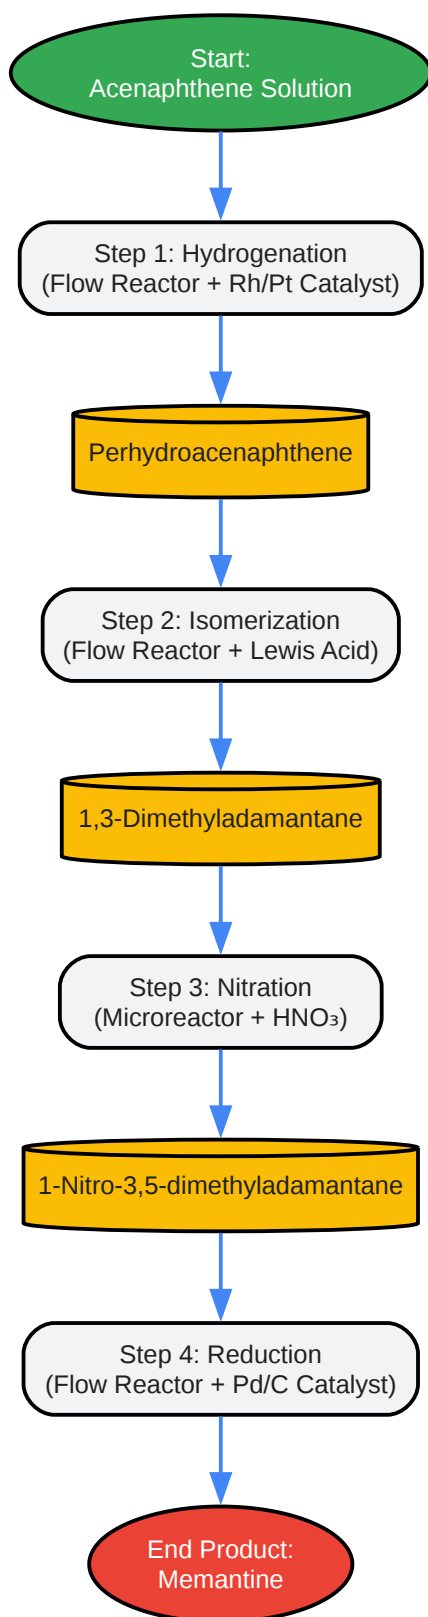 Start:
Acenaphthene Solution
Step 1: Hydrogenation
(Flow Reactor + Rh/Pt Catalyst)
Perhydroacenaphthene
Step 2: Isomerization
(Flow Reactor + Lewis Acid)
1,3-Dimethyladamantane
Step 3: Nitration
(Microreactor + HNO₃)
1-Nitro-3,5-dimethyladamantane
Step 4: Reduction
(Flow Reactor + Pd/C Catalyst)
End Product:
Memantine